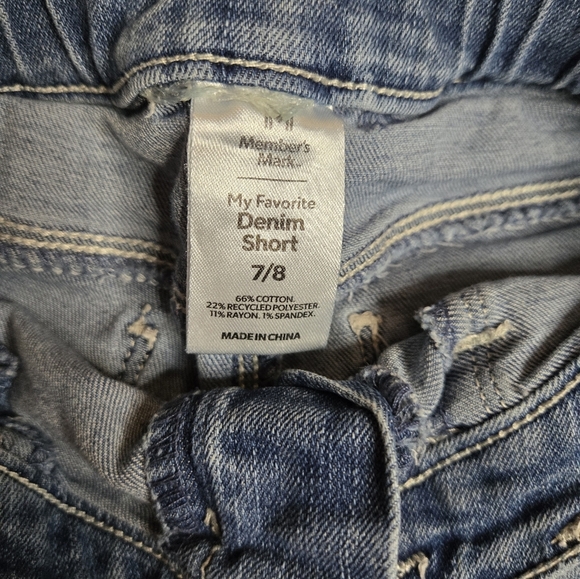 Member's
Mark™
My Favorite
Denim
Short
7/8
66% COTTON.
22% RECYCLED POLYESTER.
11% RAYON. 1% SPANDEX.
MADE IN CHINA